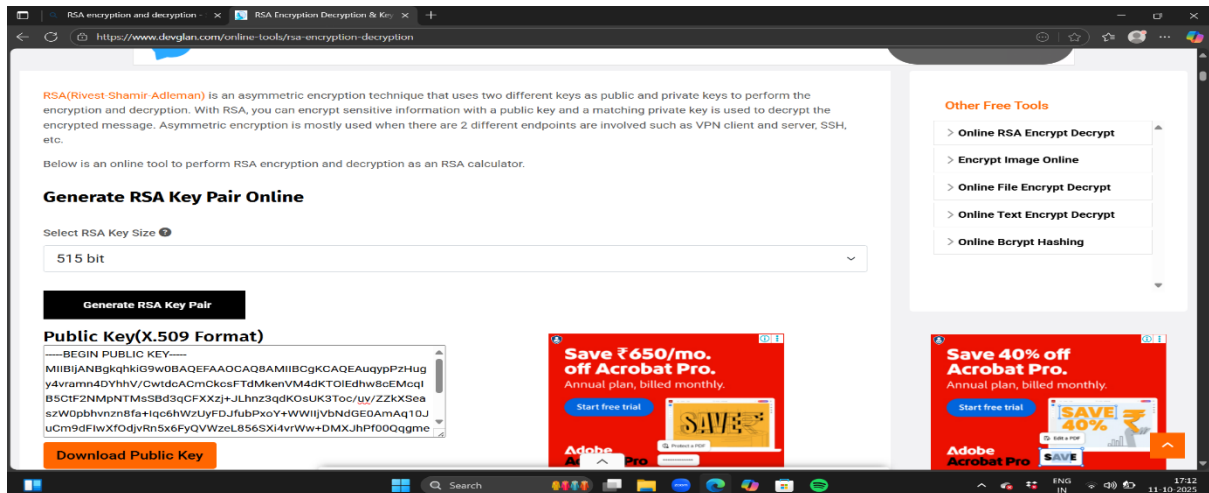 RSA encryption and decryption -
RSA Encryption Decryption & Key
https://www.devglan.com/online-tools/rsa-encryption-decryption
RSA(Rivest-Shamir-Adleman) is an asymmetric encryption technique that uses two different keys as public and private keys to perform the
encryption and decryption. With RSA, you can encrypt sensitive information with a public key and a matching private key is used to decrypt the
encrypted message. Asymmetric encryption is mostly used when there are 2 different endpoints are involved such as VPN client and server, SSH,
etc.
Below is an online tool to perform RSA encryption and decryption as an RSA calculator.
Generate RSA Key Pair Online
Select RSA Key Size
515 bit
Generate RSA Key Pair
Public Key(X.509 Format)
-----BEGIN PUBLIC KEY-----
MIIBIjANBgkqhkiG9w0BAQEFAAOCAQ8AMIIBCgKCAQEAuqypPzHug
y4vramn4DYhhV/CwtdcACmCkcsFTdMkenVM4dKTOlEdhw8cEMcqI
B5CtF2NMpNTMsSBd3qCFXXzj+JLhnz3qdKOsUK3Toc/uy/ZZkXSea
szW0pbhvnzn8fa+Iqc6hWzUyFDJfubPxoY+WWIIjVbNdGE0AmAq10J
uCm9dFIwXfOdjvRn5x6FyQVWzeL856SXi4vrWw+DMXJhPf00Qqgme
Download Public Key
Save ₹650/mo.
off Acrobat Pro.
Annual plan, billed monthly.
Start free trial
SAVE
Protect a PDF
Adobe
Acrobat Pro
Other Free Tools
> Online RSA Encrypt Decrypt
> Encrypt Image Online
> Online File Encrypt Decrypt
> Online Text Encrypt Decrypt
> Online Bcrypt Hashing
Save 40% off
Acrobat Pro.
Annual plan, billed monthly.
Start free trial
SAVE
40%
Edit a PDF
Adobe
Acrobat Pro
SAVE
Search
ENG
IN
17:12
11-10-2025